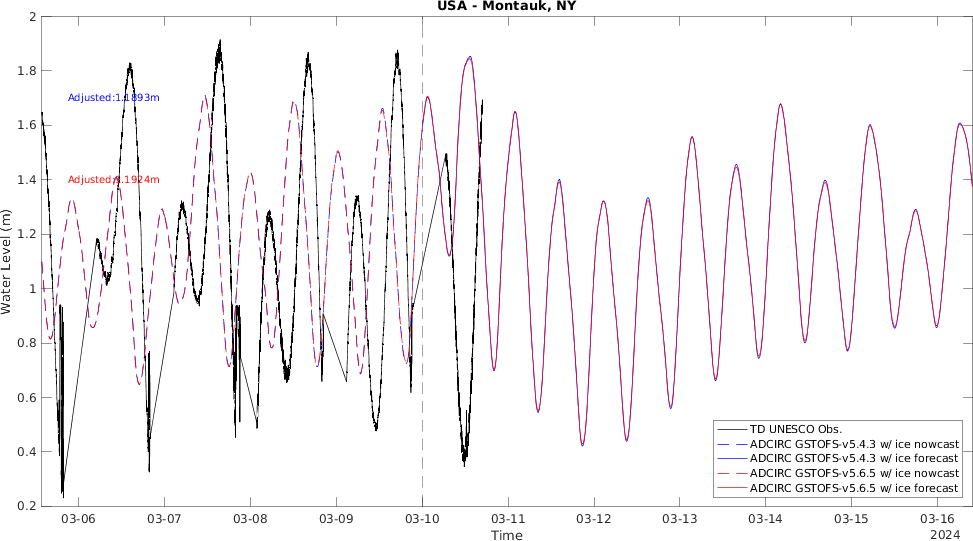 USA - Montauk, NY
Water Level (m)
2
1.8
1.6
1.4
1.2
1
0.8
0.6
0.4
0.2
Adjusted:1.1893m
Adjusted: .1924m
TD UNESCO Obs.
ADCIRC GSTOFS-v5.4.3 w/ ice nowcast
ADCIRC GSTOFS-v5.4.3 w/ ice forecast
ADCIRC GSTOFS-v5.6.5 w/ ice nowcast
ADCIRC GSTOFS-v5.6.5 w/ ice forecast
03-06 03-07 03-08 03-09 03-10 03-11 03-12 03-13 03-14 03-15 03-16
Time
2024